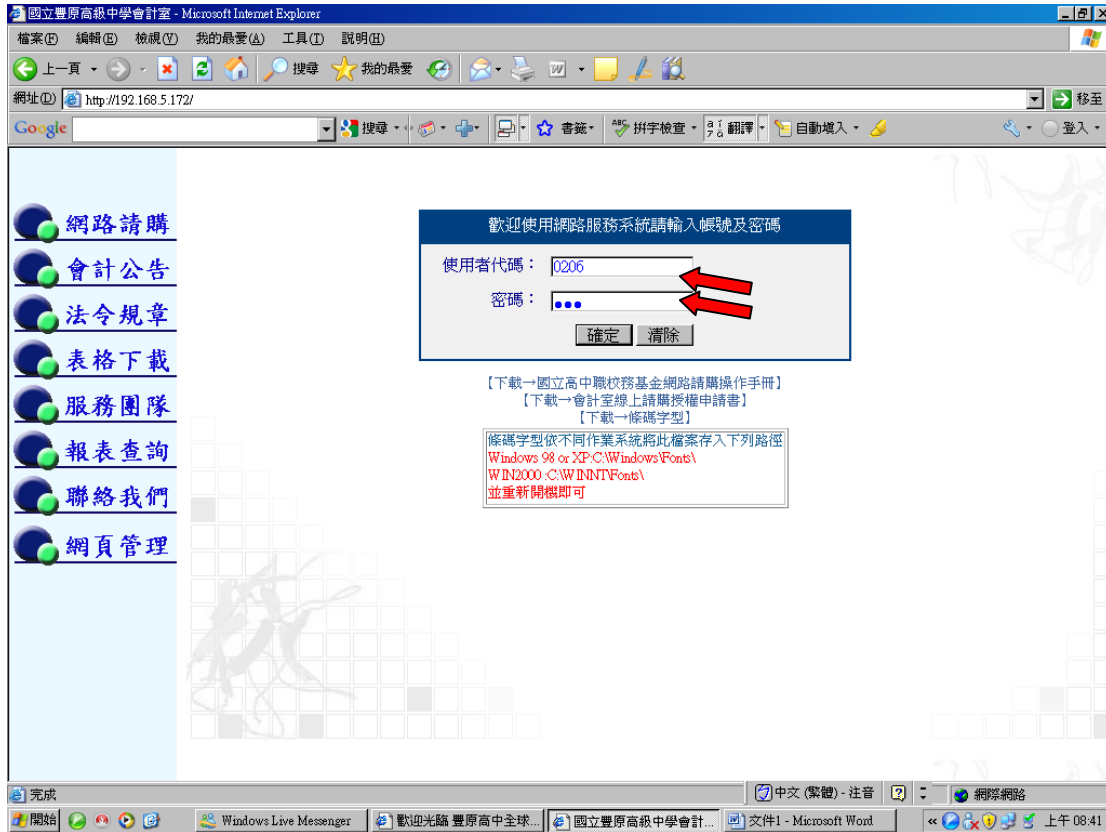 國立豐原高級中學會計室 - Microsoft Internet Explorer
檔案(F) 編輯(E) 檢視(V) 我的最愛(A) 工具(T) 說明(H)
上一頁 搜尋 我的最愛
網址(D) http://192.168.5.172/ 移至
Google 搜尋 書籤 拼字檢查 翻譯 自動填入 登入
網路請購
會計公告
法令規章
表格下載
服務團隊
報表查詢
聯絡我們
網頁管理
歡迎使用網路服務系統請輸入帳號及密碼
使用者代碼： 0206
密碼： ●●●
確定 清除
【下載→國立高中職校務基金網路請購操作手冊】
【下載→會計室線上請購授權申請書】
【下載→條碼字型】
條碼字型依不同作業系統將此檔案存入下列路徑
Windows 98 or XP:C:\Windows\Fonts\
WIN2000 :C:\WINNT\Fonts\
並重新開機即可
完成 中文 (繁體) - 注音 網際網路
開始 Windows Live Messenger 歡迎光臨 豐原高中全球... 國立豐原高級中學會計... 文件1 - Microsoft Word 上午 08:41